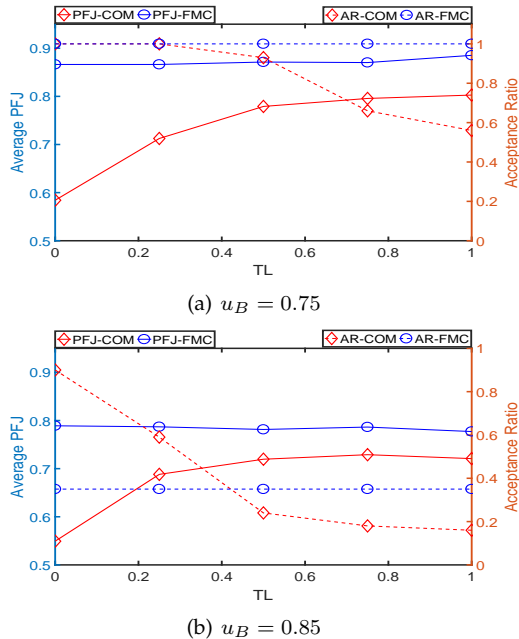 PFJ-COM PFJ-FMC AR-COM AR-FMC
1
0.9
0.8
0.8
0.6
0.7
0.4
0.6
0.2
0.5
0
0 0.2 0.4 0.6 0.8 1
Average PFJ
Acceptance Ratio
TL
(a) u_B = 0.75
PFJ-COM PFJ-FMC AR-COM AR-FMC
1
0.9
0.8
0.8
0.6
0.7
0.4
0.6
0.2
0.5
0
0 0.2 0.4 0.6 0.8 1
Average PFJ
Acceptance Ratio
TL
(b) u_B = 0.85